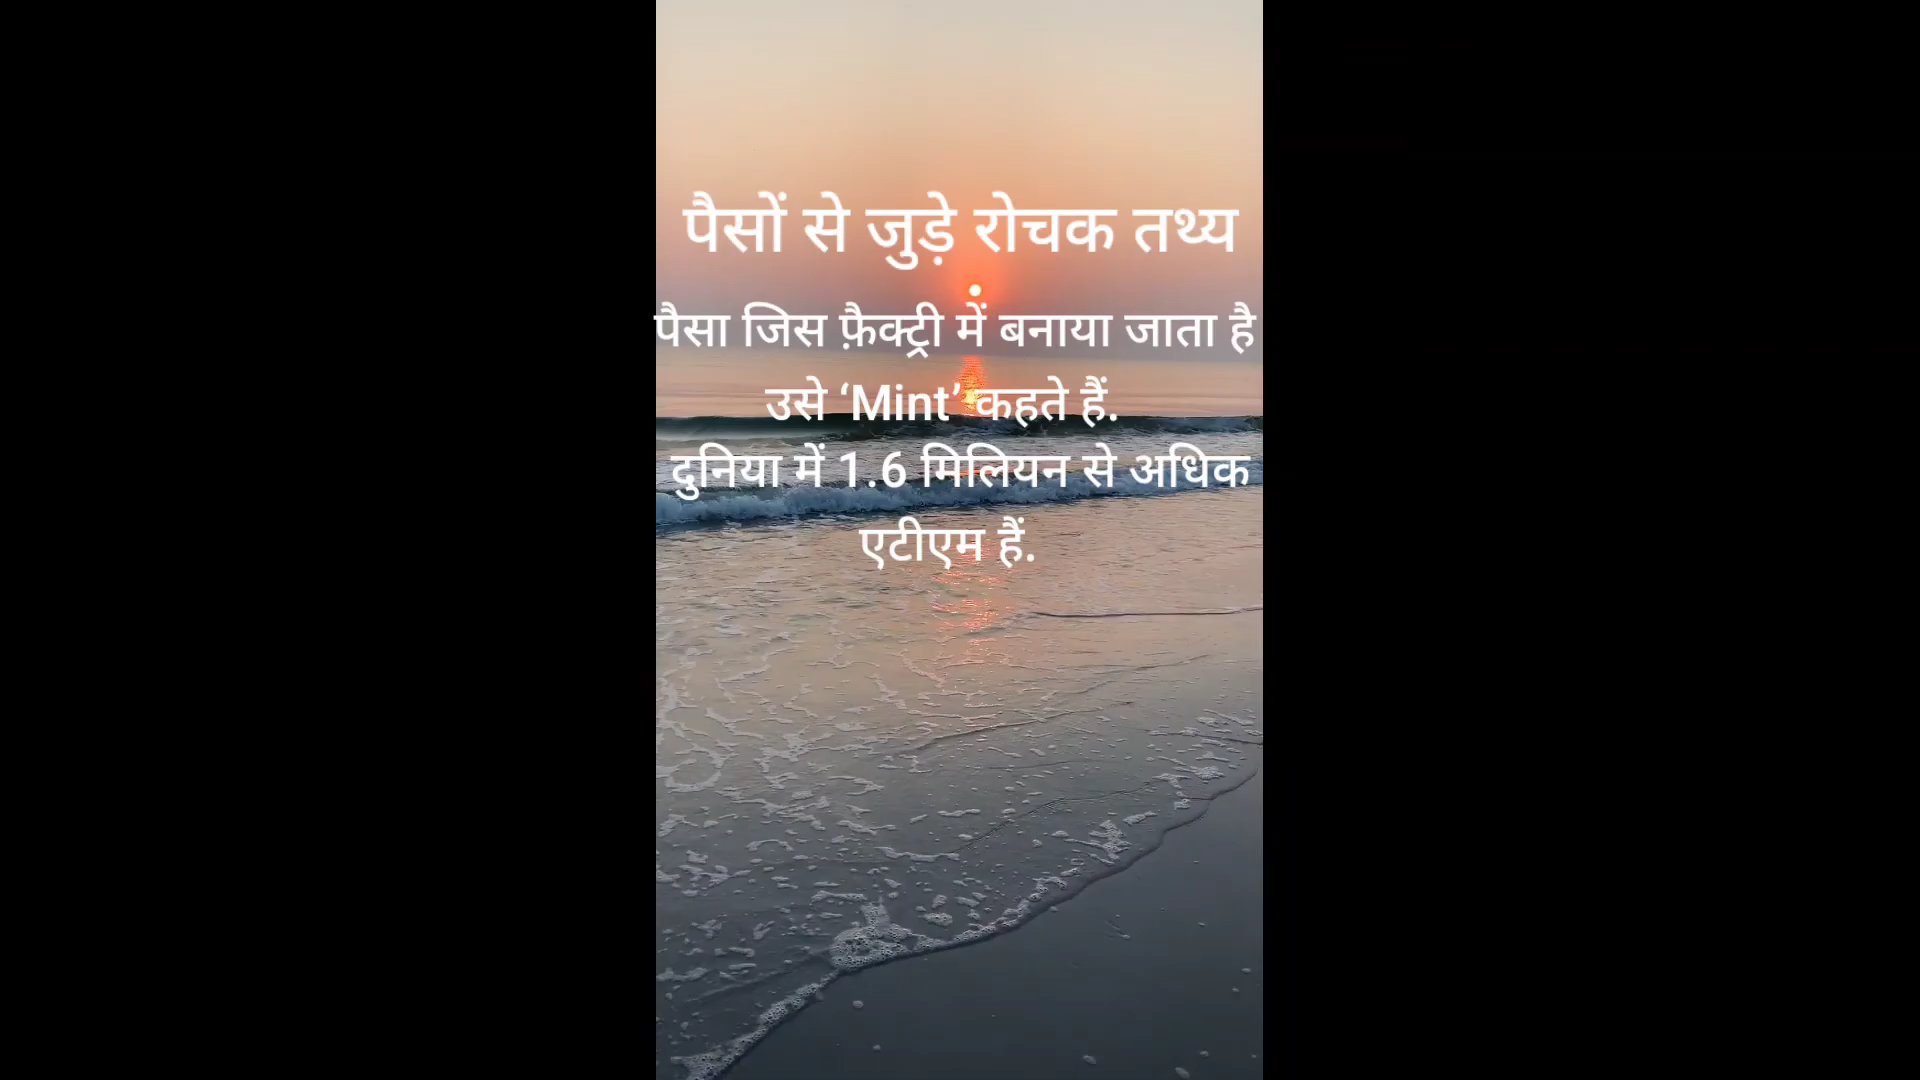 पैसों से जुड़े रोचक तथ्य
पैसा जिस फ़ैक्ट्री में बनाया जाता है
उसे ‘Mint’ कहते हैं.
दुनिया में 1.6 मिलियन से अधिक
एटीएम हैं.